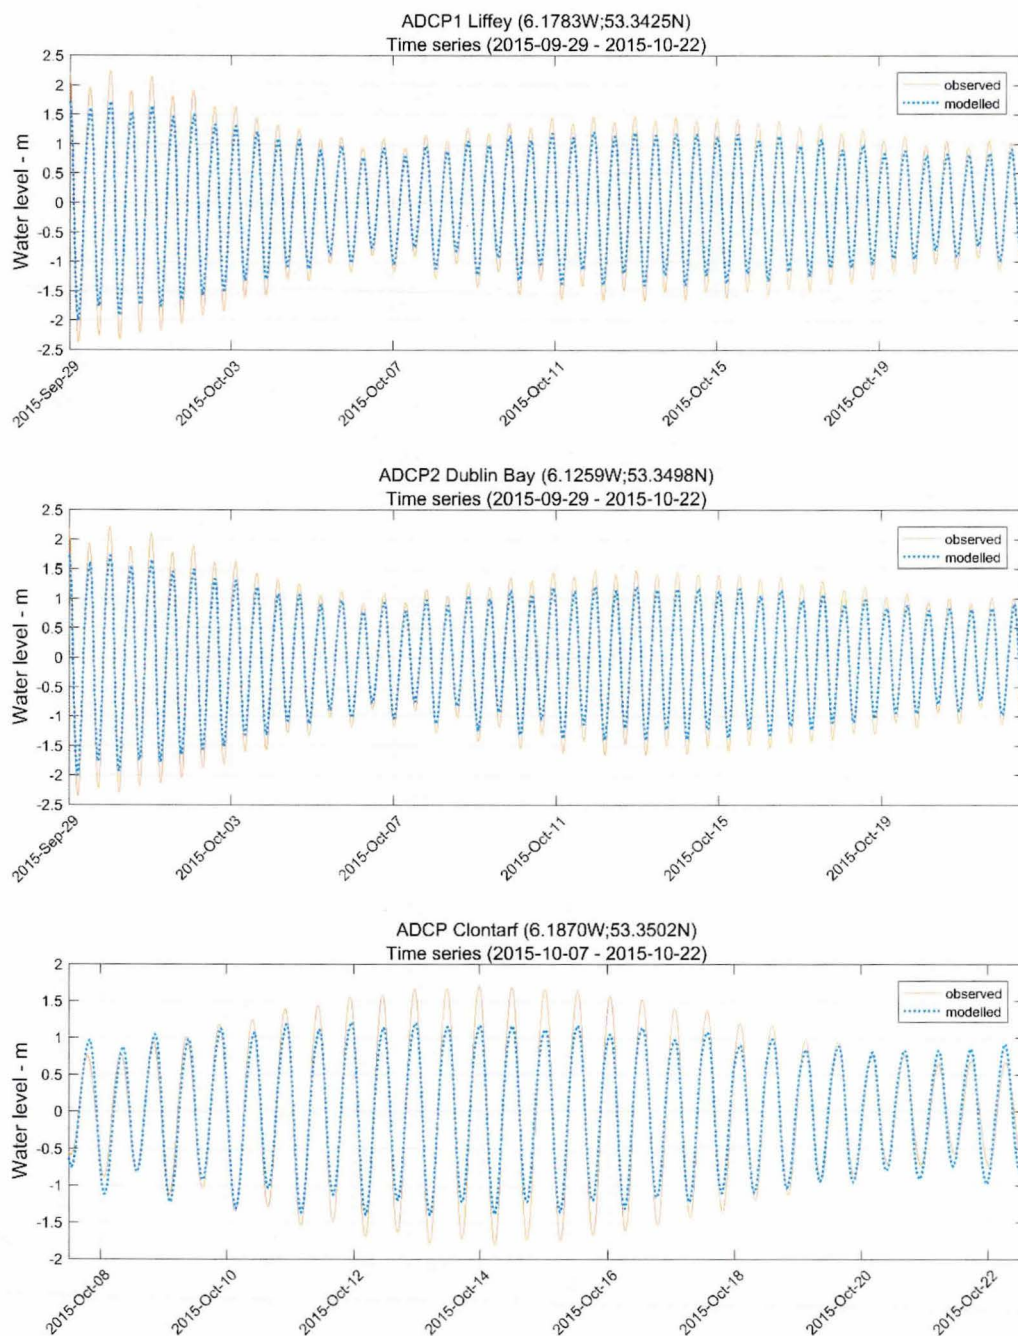 ADCP1 Liffey (6.1783W;53.3425N)
Time series (2015-09-29 - 2015-10-22)
2.5
2
1.5
1
0.5
0
-0.5
-1
-1.5
-2
-2.5
Water level - m
observed
modelled
2015-Sep-29
2015-Oct-03
2015-Oct-07
2015-Oct-11
2015-Oct-15
2015-Oct-19
ADCP2 Dublin Bay (6.1259W;53.3498N)
Time series (2015-09-29 - 2015-10-22)
2.5
2
1.5
1
0.5
0
-0.5
-1
-1.5
-2
-2.5
Water level - m
observed
modelled
2015-Sep-29
2015-Oct-03
2015-Oct-07
2015-Oct-11
2015-Oct-15
2015-Oct-19
ADCP Clontarf (6.1870W;53.3502N)
Time series (2015-10-07 - 2015-10-22)
2
1.5
1
0.5
0
-0.5
-1
-1.5
-2
Water level - m
observed
modelled
2015-Oct-08
2015-Oct-10
2015-Oct-12
2015-Oct-14
2015-Oct-16
2015-Oct-18
2015-Oct-20
2015-Oct-22